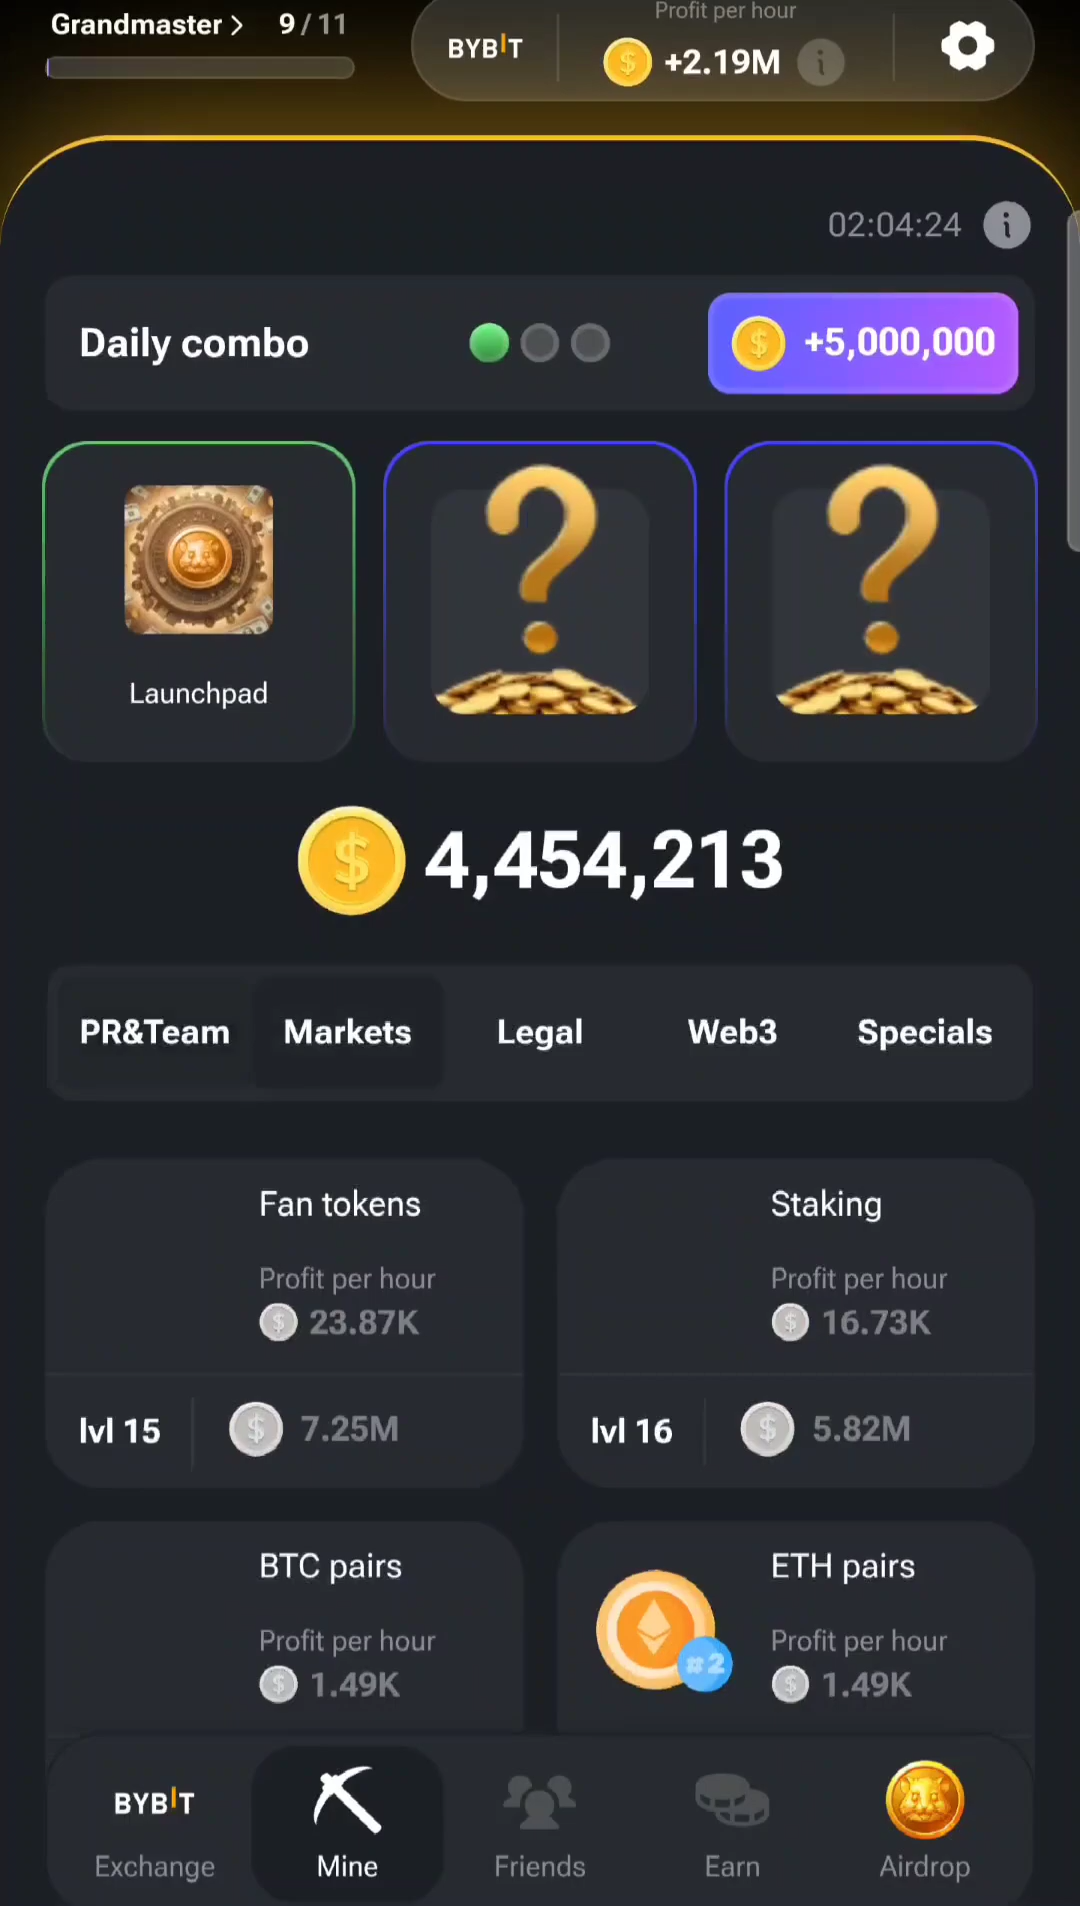 Grandmaster > 9 / 11
BYBIT
Profit per hour
+2.19M
02:04:24
Daily combo
+5,000,000
Launchpad
4,454,213
PR&Team Markets Legal Web3 Specials
Fan tokens
Profit per hour
23.87K
lvl 15 7.25M
Staking
Profit per hour
16.73K
lvl 16 5.82M
BTC pairs
Profit per hour
1.49K
ETH pairs
#2
Profit per hour
1.49K
BYBIT
Exchange Mine Friends Earn Airdrop